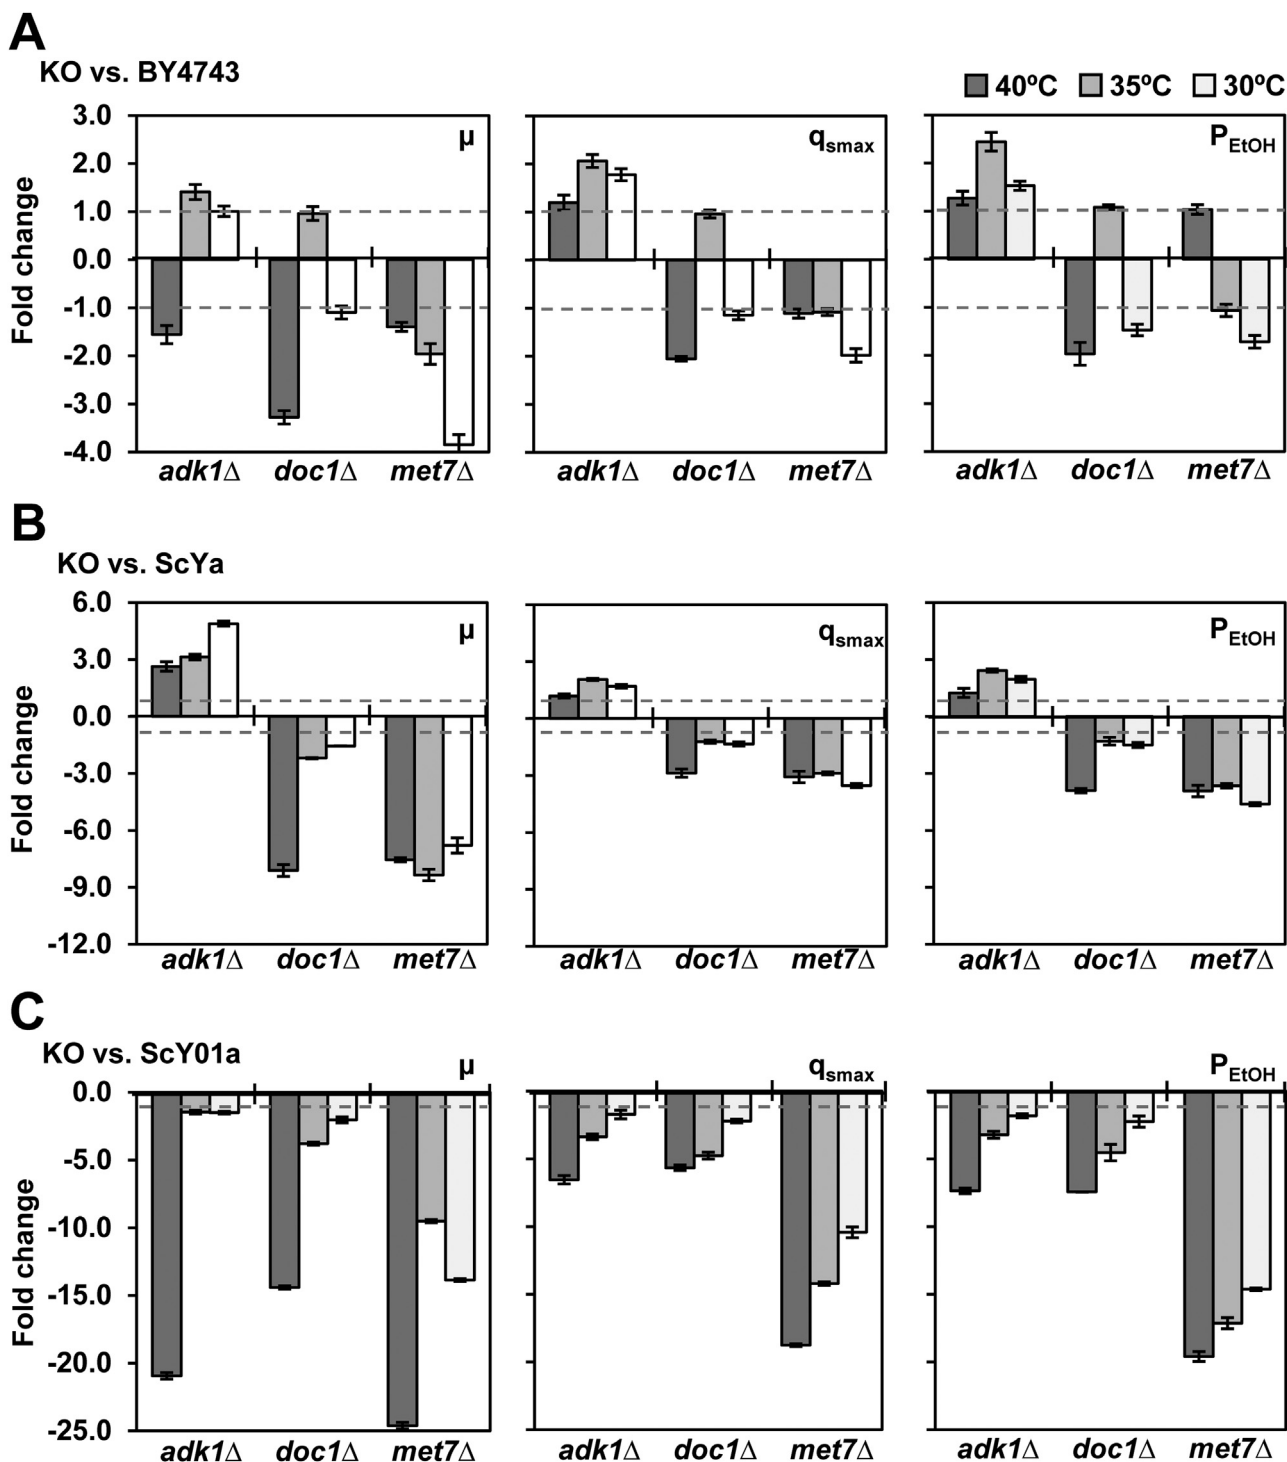 A
KO vs. BY4743
40ºC 35ºC 30ºC
3.0
2.0
1.0
0.0
-1.0
-2.0
-3.0
-4.0
Fold change
µ
qsmax
PEtOH
adk1Δ doc1Δ met7Δ
adk1Δ doc1Δ met7Δ
adk1Δ doc1Δ met7Δ
B
KO vs. ScYa
6.0
3.0
0.0
-3.0
-6.0
-9.0
-12.0
Fold change
µ
qsmax
PEtOH
adk1Δ doc1Δ met7Δ
adk1Δ doc1Δ met7Δ
adk1Δ doc1Δ met7Δ
C
KO vs. ScY01a
0.0
-5.0
-10.0
-15.0
-20.0
-25.0
Fold change
µ
qsmax
PEtOH
adk1Δ doc1Δ met7Δ
adk1Δ doc1Δ met7Δ
adk1Δ doc1Δ met7Δ